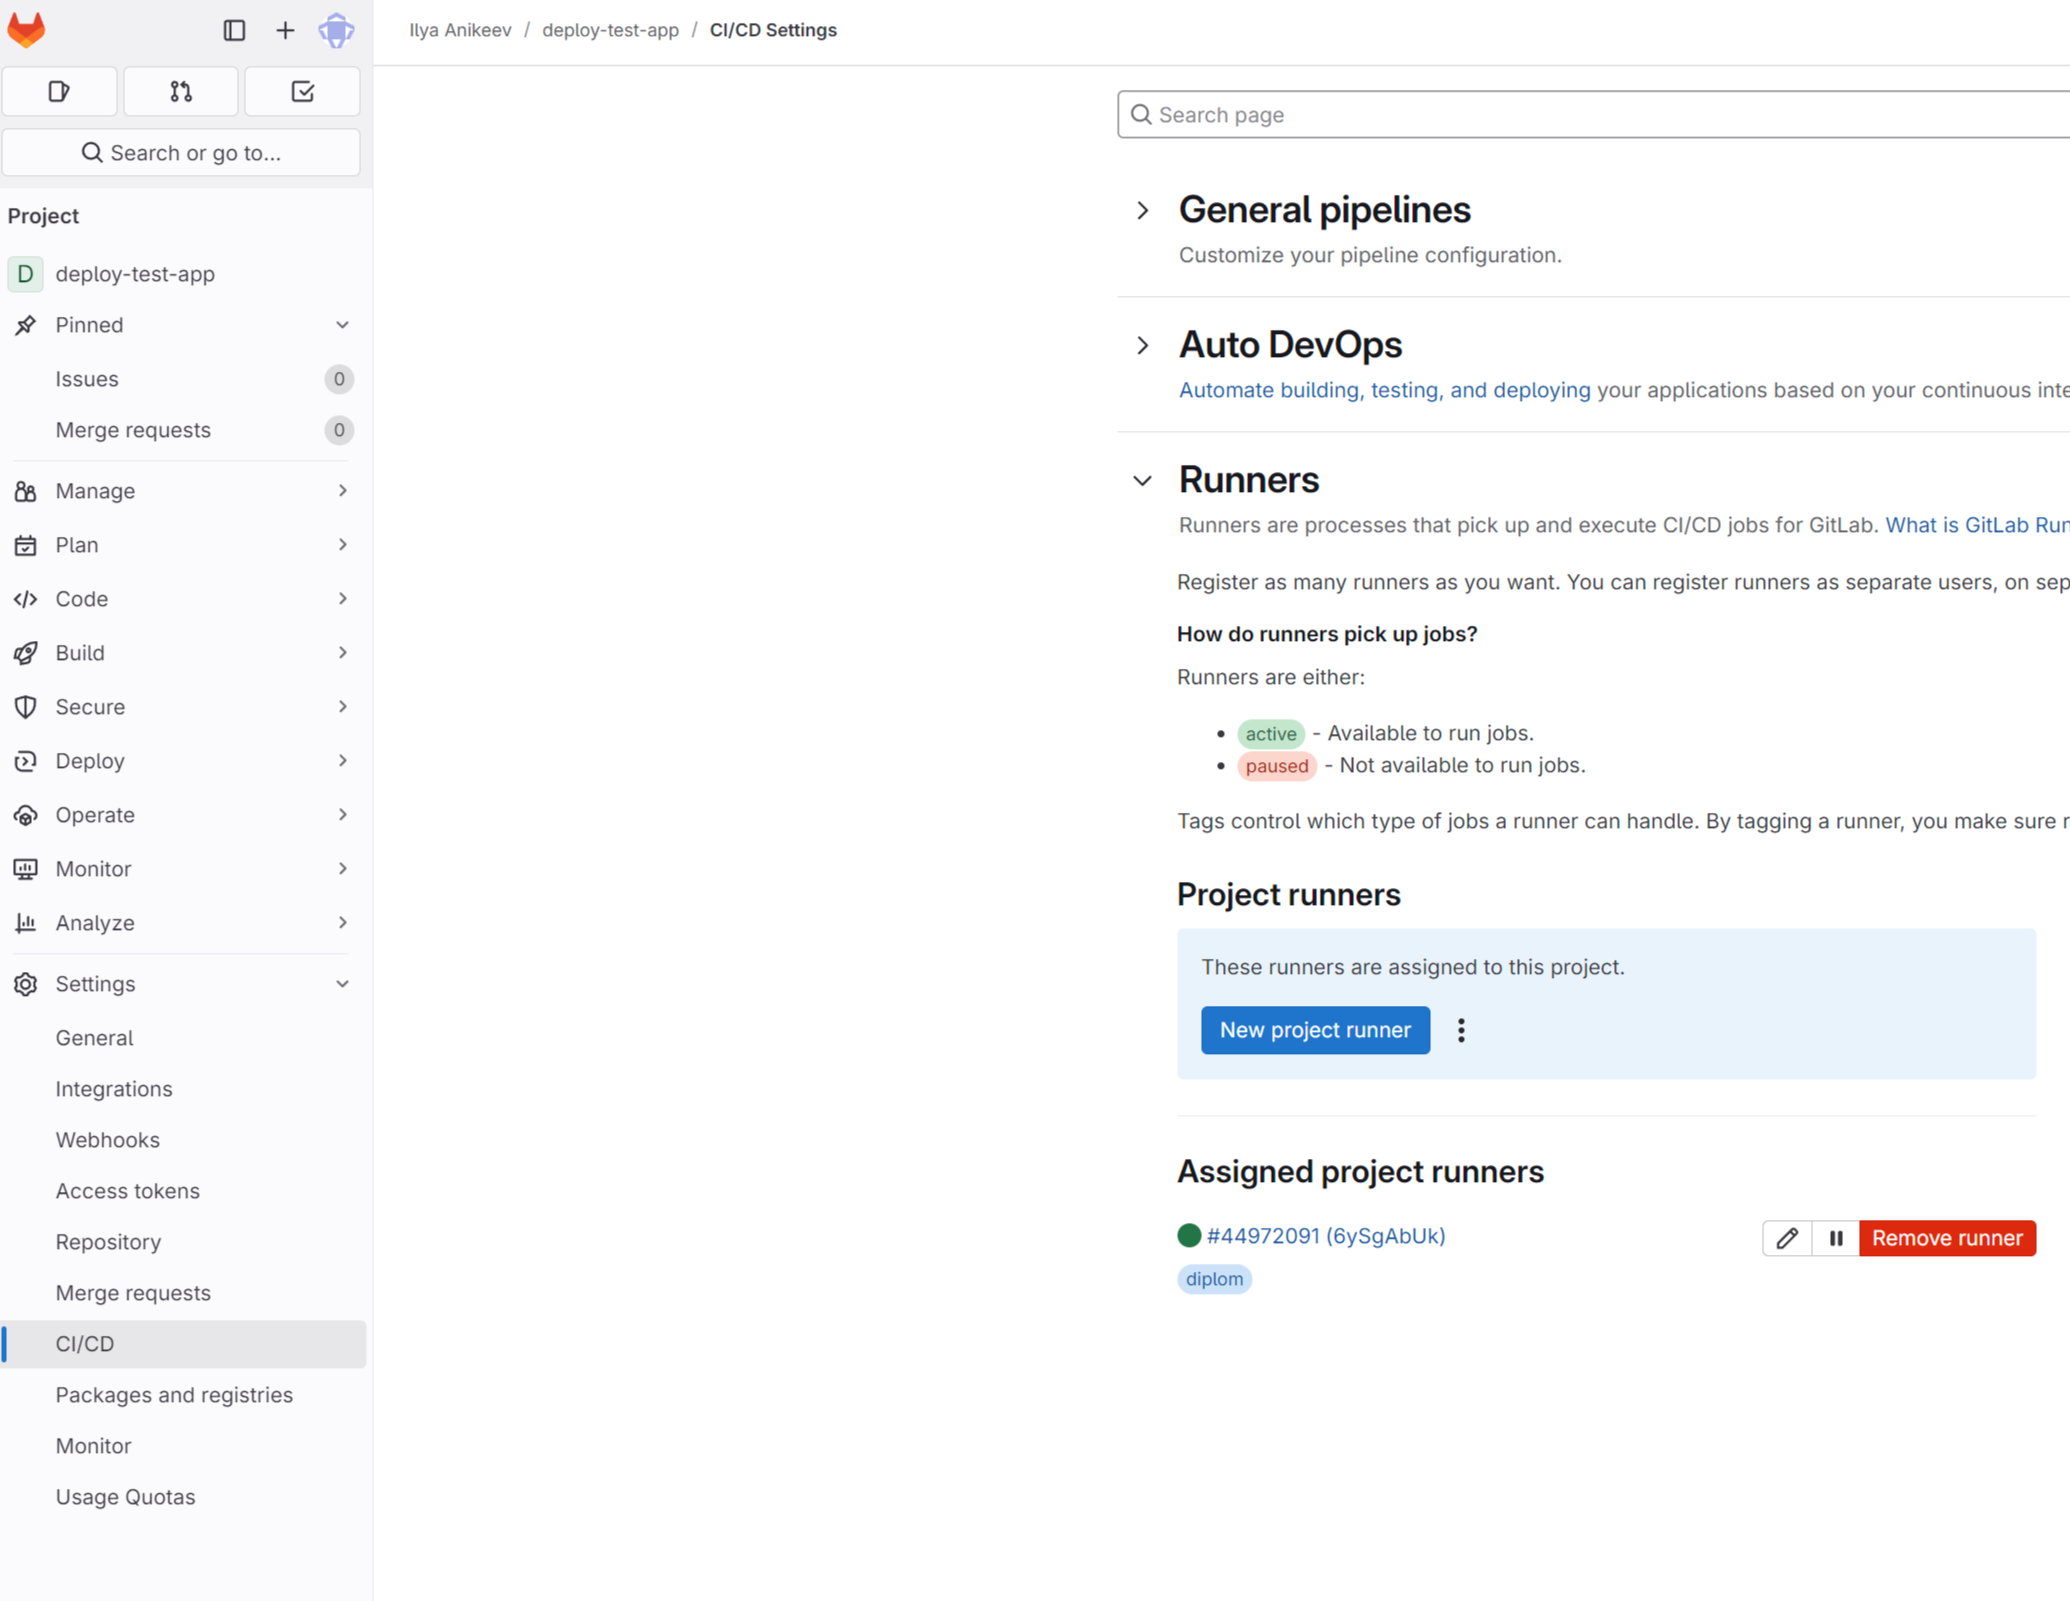 Ilya Anikeev / deploy-test-app / CI/CD Settings
Search or go to...
Project
D deploy-test-app
Pinned
Issues 0
Merge requests 0
Manage
Plan
Code
Build
Secure
Deploy
Operate
Monitor
Analyze
Settings
General
Integrations
Webhooks
Access tokens
Repository
Merge requests
CI/CD
Packages and registries
Monitor
Usage Quotas
Search page
General pipelines
Customize your pipeline configuration.
Auto DevOps
Automate building, testing, and deploying your applications based on your continuous inte
Runners
Runners are processes that pick up and execute CI/CD jobs for GitLab. What is GitLab Run
Register as many runners as you want. You can register runners as separate users, on sep
How do runners pick up jobs?
Runners are either:
• active - Available to run jobs.
• paused - Not available to run jobs.
Tags control which type of jobs a runner can handle. By tagging a runner, you make sure r
Project runners
These runners are assigned to this project.
New project runner
Assigned project runners
#44972091 (6ySgAbUk) Remove runner
diplom